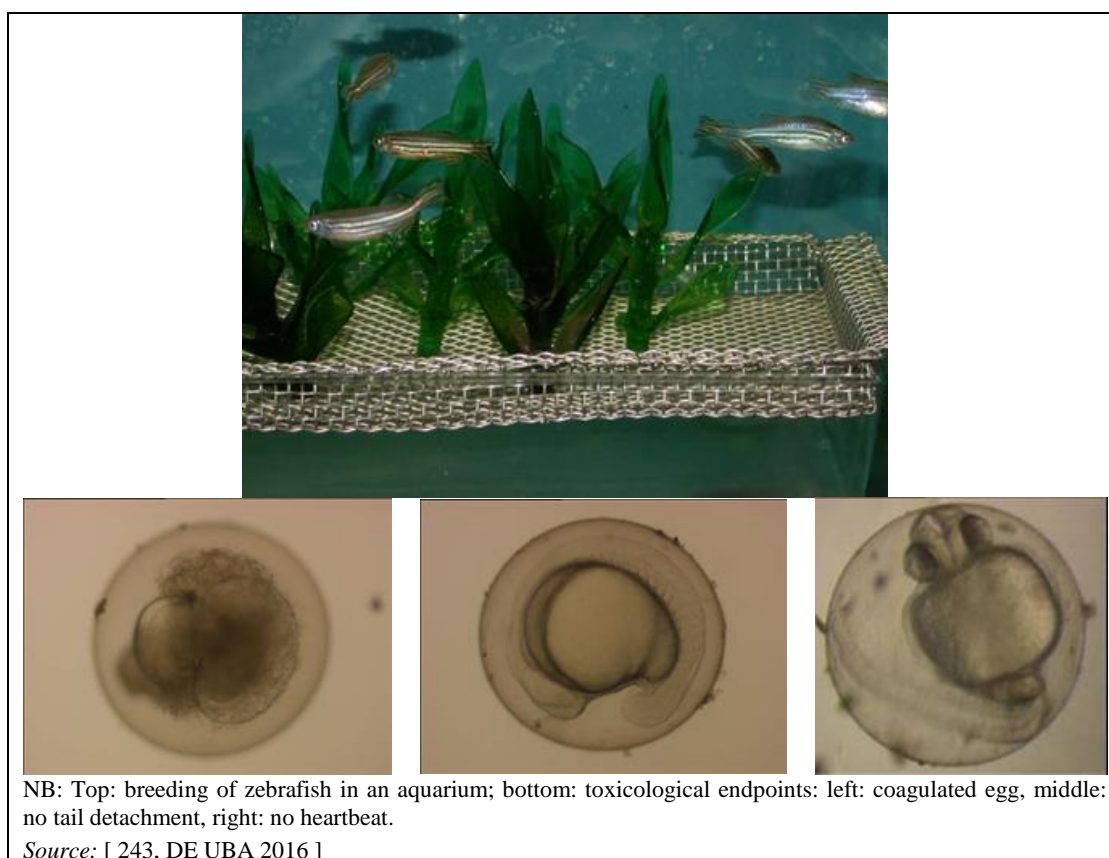 NB: Top: breeding of zebrafish in an aquarium; bottom: toxicological endpoints: left: coagulated egg, middle:
no tail detachment, right: no heartbeat.
Source: [ 243, DE UBA 2016 ]